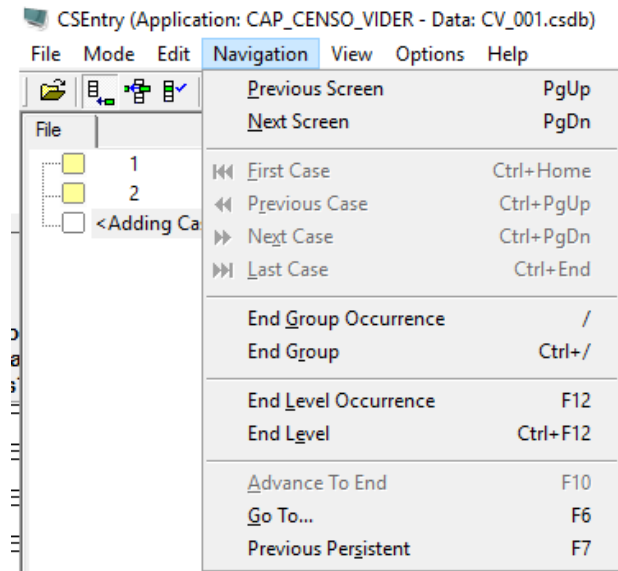 CSEntry (Application: CAP_CENSO_VIDER - Data: CV_001.csdb)
File Mode Edit Navigation View Options Help
File
1
2
<Adding Ca
Previous Screen PgUp
Next Screen PgDn
First Case Ctrl+Home
Previous Case Ctrl+PgUp
Next Case Ctrl+PgDn
Last Case Ctrl+End
End Group Occurrence /
End Group Ctrl+/
End Level Occurrence F12
End Level Ctrl+F12
Advance To End F10
Go To... F6
Previous Persistent F7